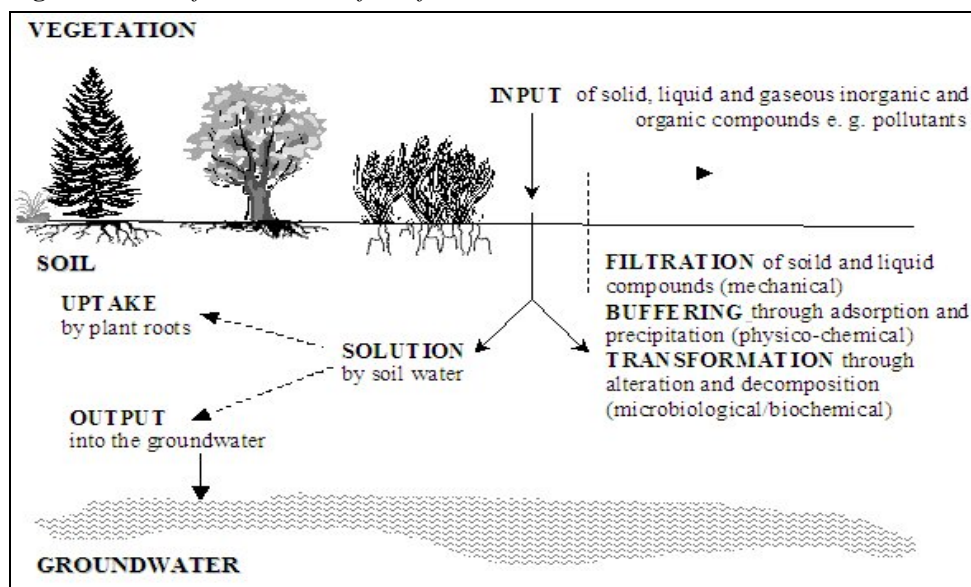 VEGETATION
INPUT of solid, liquid and gaseous inorganic and
organic compounds e. g. pollutants
SOIL
FILTRATION of soild and liquid
compounds (mechanical)
UPTAKE
by plant roots
BUFFERING through adsorption and
precipitation (physico-chemical)
SOLUTION
by soil water
TRANSFORMATION through
alteration and decomposition
(microbiological/biochemical)
OUTPUT
into the groundwater
GROUNDWATER